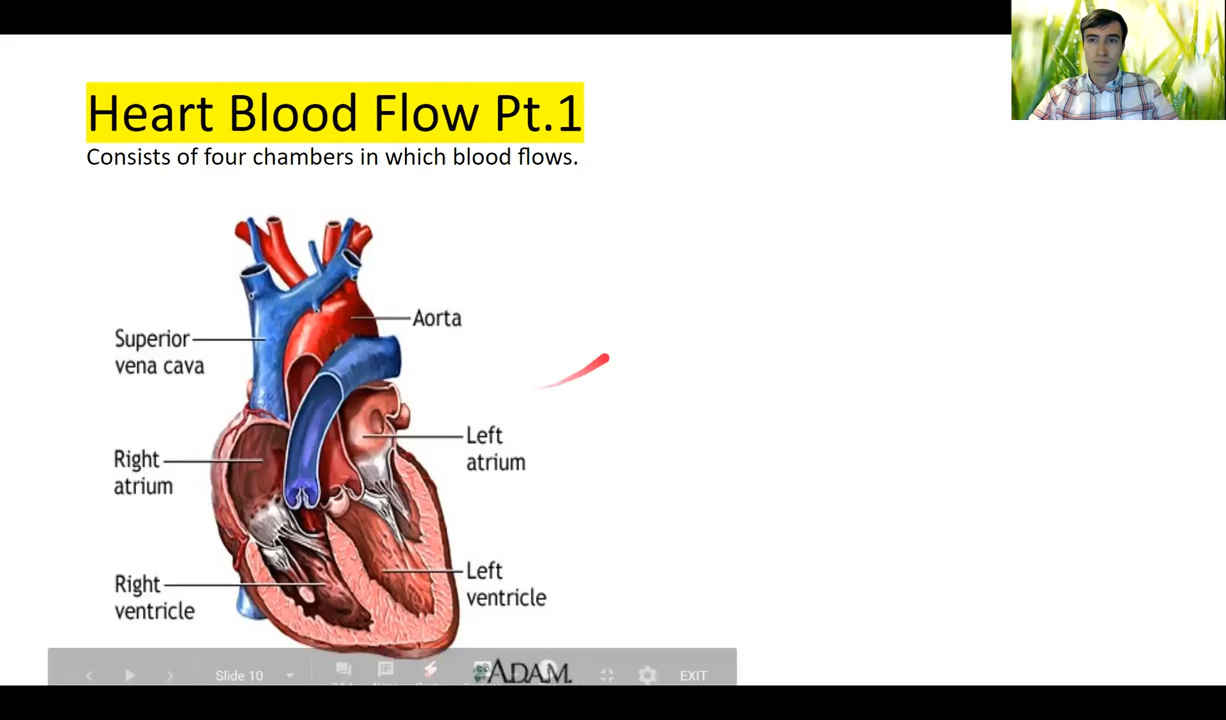 Heart Blood Flow Pt.1
Consists of four chambers in which blood flows.
Aorta
Superior
vena cava
Left
atrium
Right
atrium
Left
ventricle
Right
ventricle
Slide 10
A.D.A.M.
EXIT